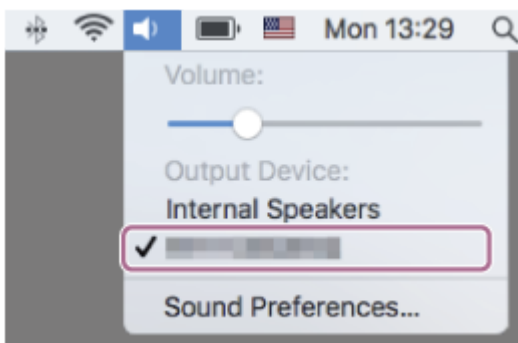 Mon 13:29
Volume:
Output Device:
Internal Speakers
Sound Preferences...